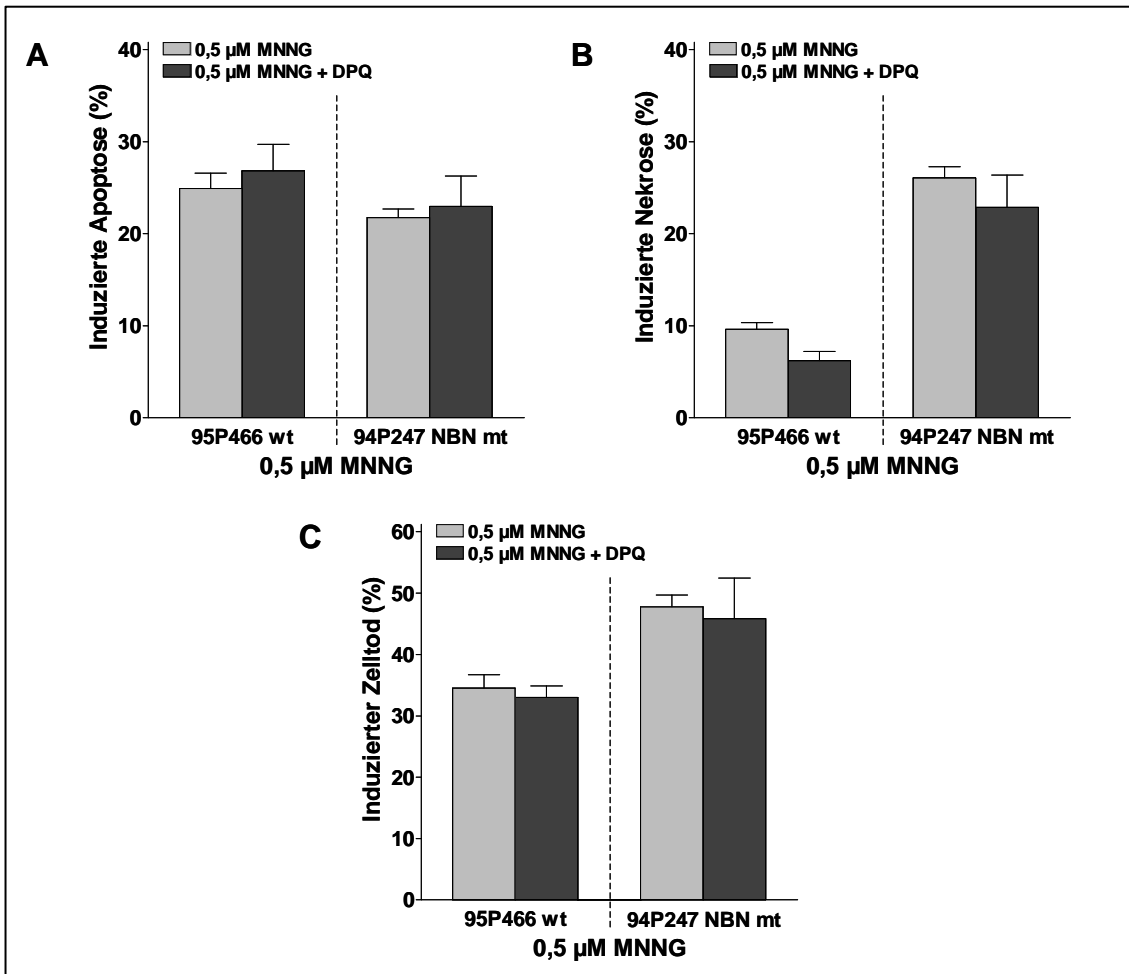 A
Induzierte Apoptose (%)
40
30
20
10
0
0,5 µM MNNG
0,5 µM MNNG + DPQ
95P466 wt
94P247 NBN mt
0,5 µM MNNG
B
Induzierte Nekrose (%)
40
30
20
10
0
0,5 µM MNNG
0,5 µM MNNG + DPQ
95P466 wt
94P247 NBN mt
0,5 µM MNNG
C
Induzierter Zelltod (%)
60
50
40
30
20
10
0
0,5 µM MNNG
0,5 µM MNNG + DPQ
95P466 wt
94P247 NBN mt
0,5 µM MNNG